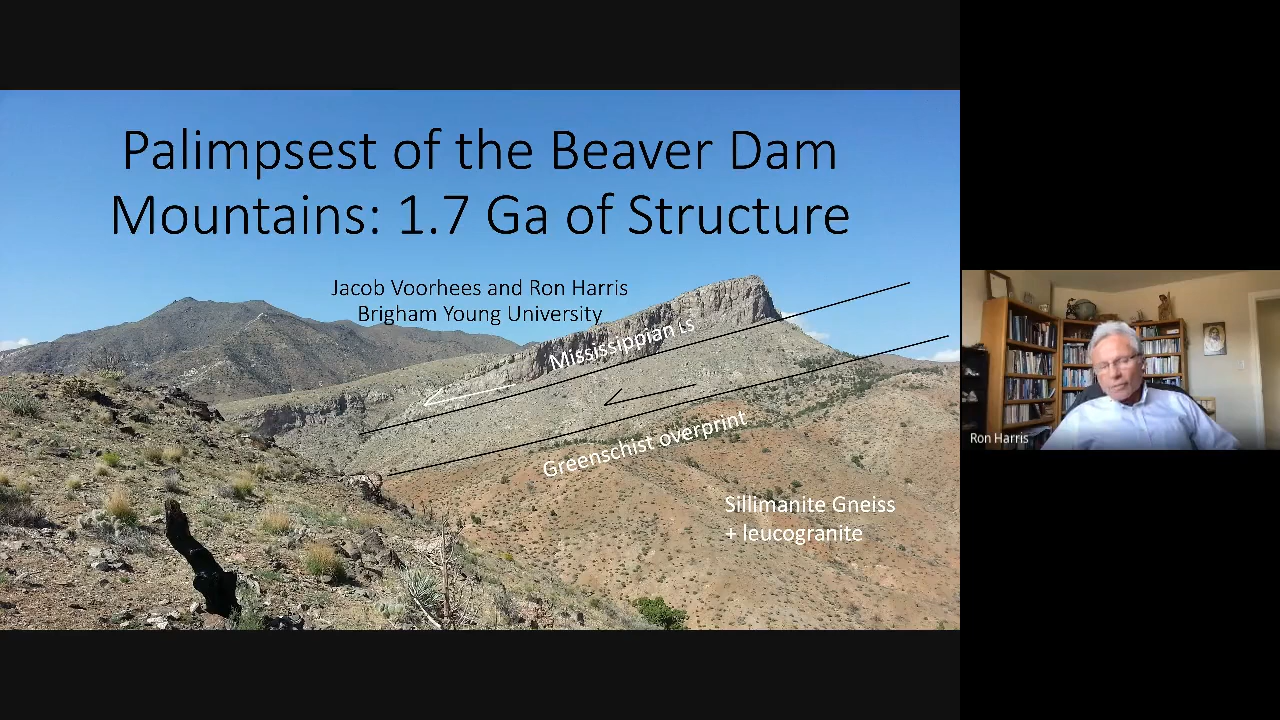 Palimpsest of the Beaver Dam
Mountains: 1.7 Ga of Structure
Jacob Voorhees and Ron Harris
Brigham Young University
Mississippian Ls
Greenschist overprint
Sillimanite Gneiss
+ leucogranite
Ron Harris